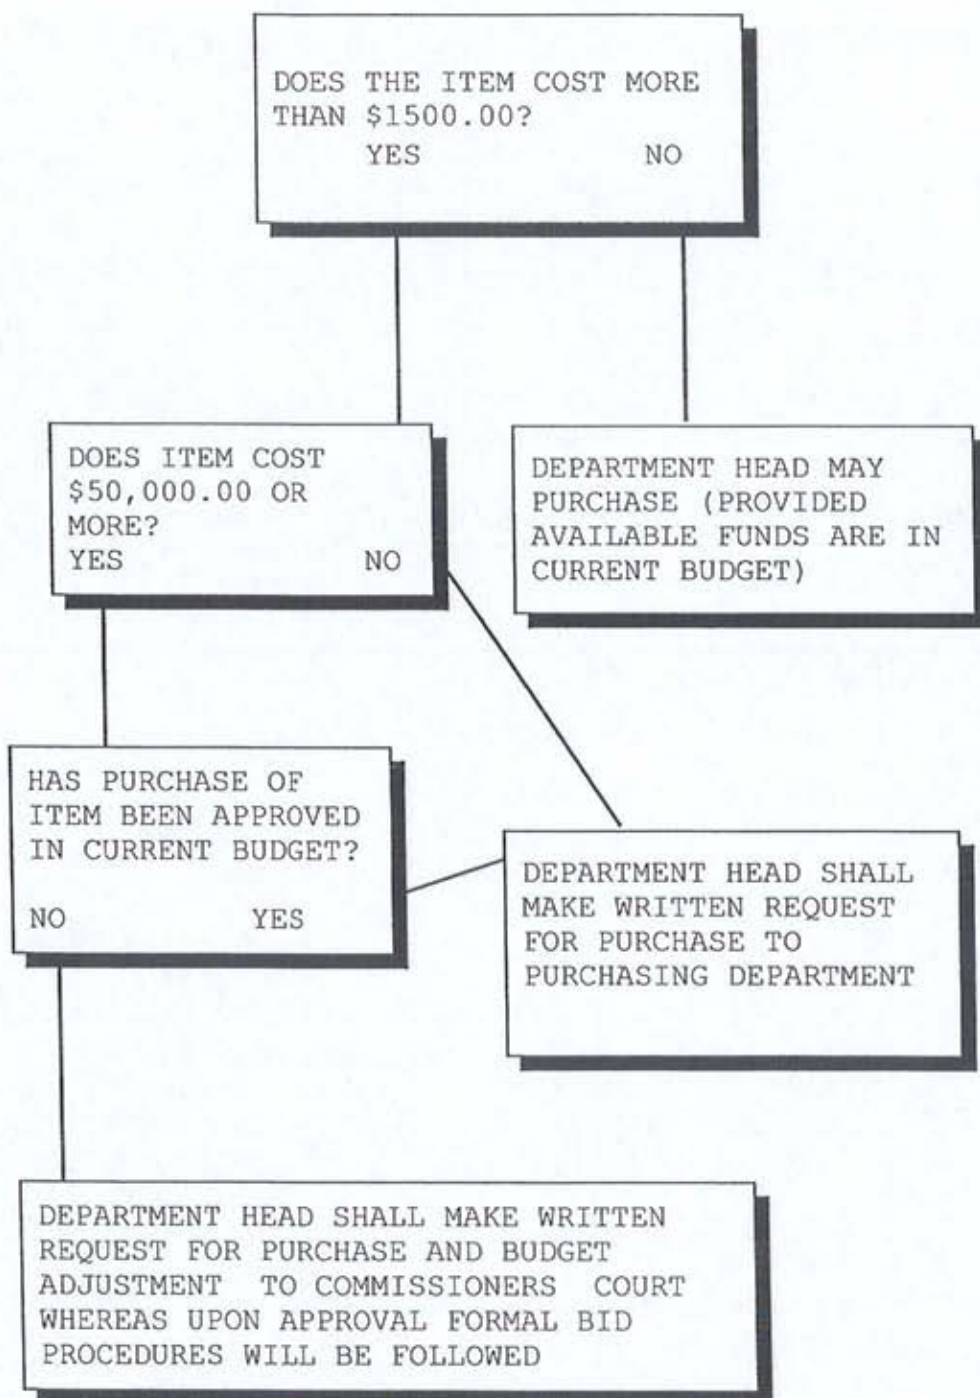 DOES THE ITEM COST MORE
THAN $1500.00?
YES NO
DOES ITEM COST
$50,000.00 OR
MORE?
YES NO
DEPARTMENT HEAD MAY
PURCHASE (PROVIDED
AVAILABLE FUNDS ARE IN
CURRENT BUDGET)
HAS PURCHASE OF
ITEM BEEN APPROVED
IN CURRENT BUDGET?
NO YES
DEPARTMENT HEAD SHALL
MAKE WRITTEN REQUEST
FOR PURCHASE TO
PURCHASING DEPARTMENT
DEPARTMENT HEAD SHALL MAKE WRITTEN
REQUEST FOR PURCHASE AND BUDGET
ADJUSTMENT TO COMMISSIONERS COURT
WHEREAS UPON APPROVAL FORMAL BID
PROCEDURES WILL BE FOLLOWED